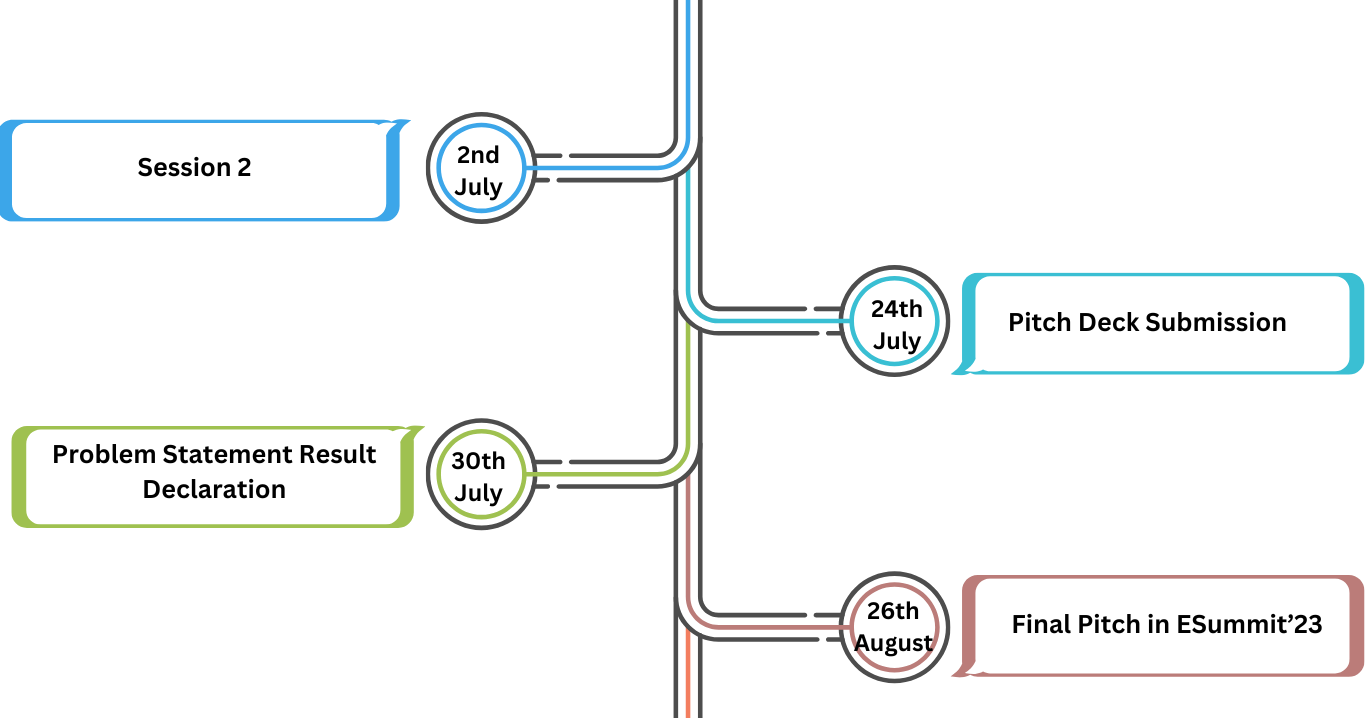 Session 2
2nd
July
24th
July
Pitch Deck Submission
Problem Statement Result
Declaration
30th
July
26th
August
Final Pitch in ESummit’23